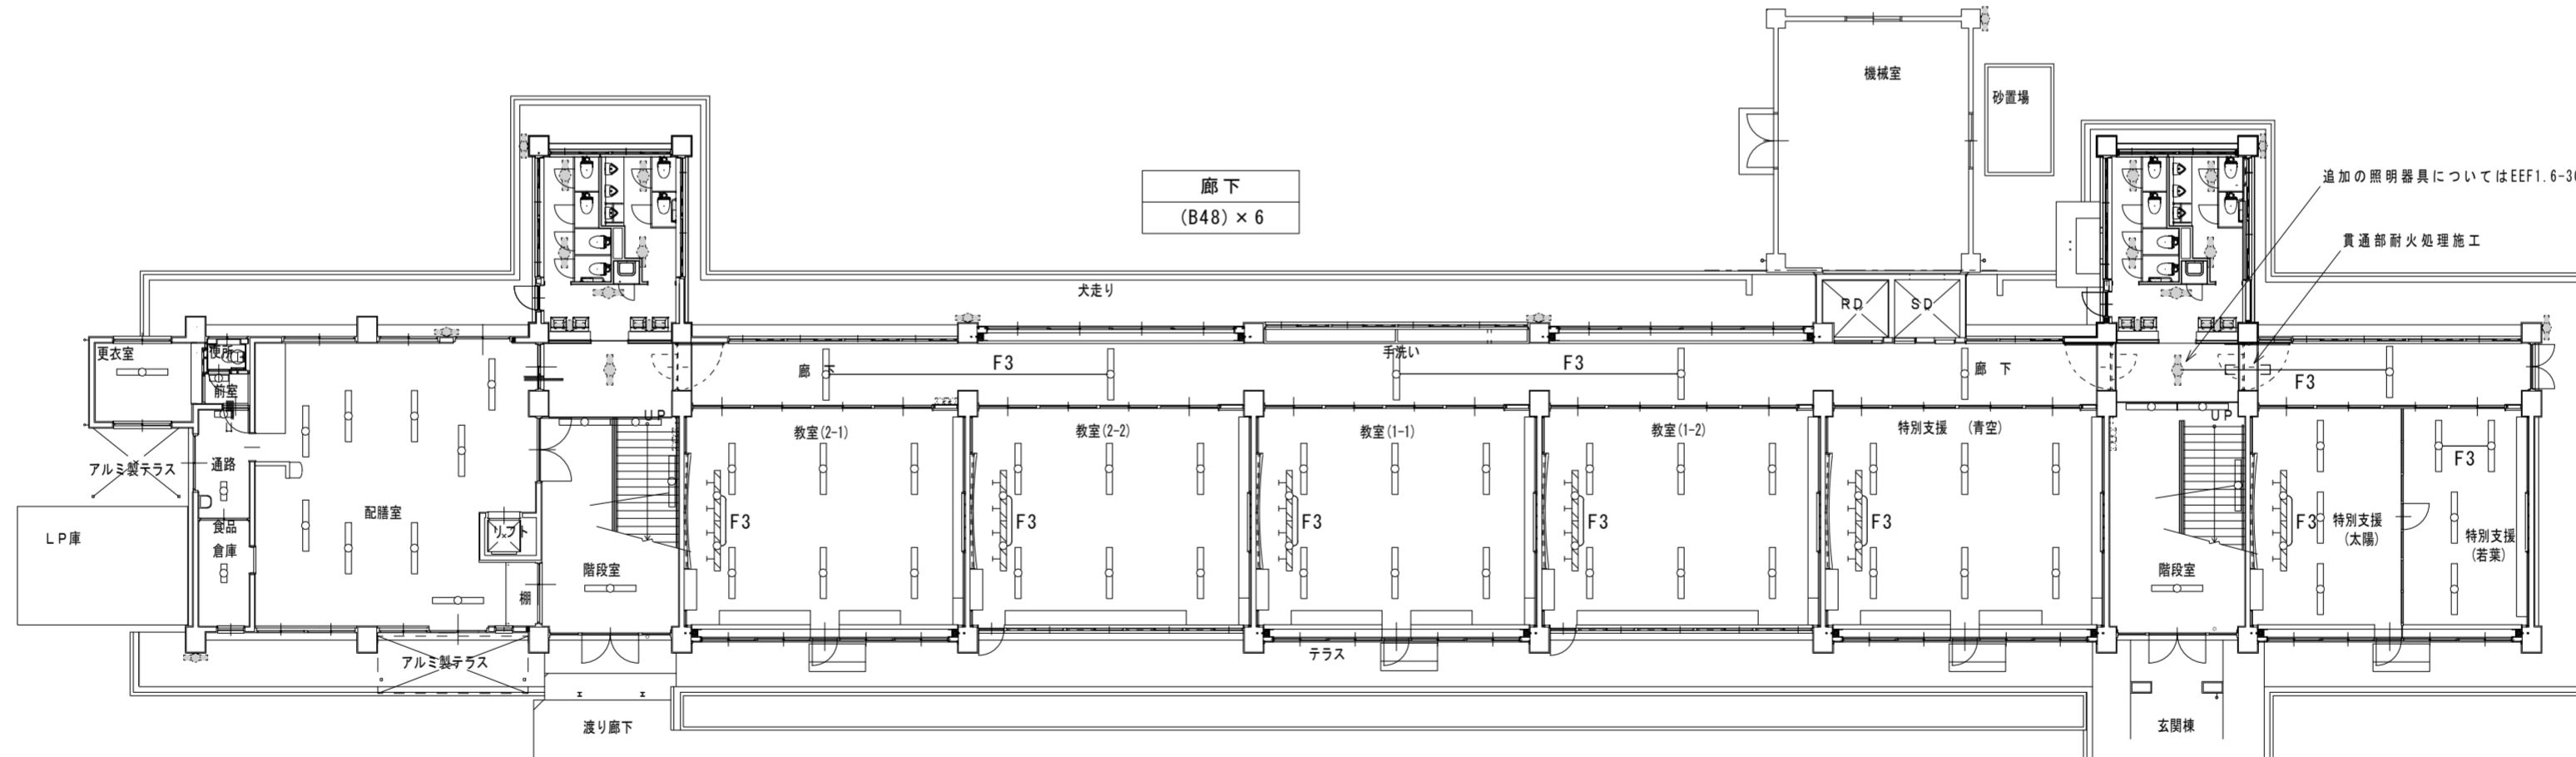 機械室
砂置場
廊下
(B48)×6
追加の照明器具についてはEEF1.6-3
貫通部耐火処理施工
犬走り
RD
SD
更衣室
便所
前室
手洗い
廊下
F3
F3
廊下
F3
UP
UP
教室(2-1)
教室(2-2)
教室(1-1)
教室(1-2)
特別支援 (青空)
アルミ製テラス
通路
F3
配膳室
リフト
F3
F3
F3
F3
F3
F3
特別支援
(太陽)
特別支援
(若葉)
食品
倉庫
LP庫
階段室
階段室
棚
アルミ製テラス
テラス
渡り廊下
玄関棟